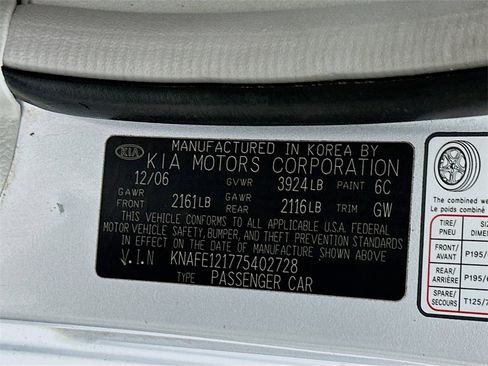 MANUFACTURED IN KOREA BY
KIA KIA MOTORS CORPORATION
12/06 GVWR 3924LB PAINT 6C
GAWR FRONT 2161LB GAWR REAR 2116LB TRIM GW
THIS VEHICLE CONFORMS TO ALL APPLICABLE U.S.A. FEDERAL
MOTOR VEHICLE SAFETY, BUMPER, AND THEFT PREVENTION STANDARDS
IN EFFECT ON THE DATE OF MANUFACTURE SHOWN ABOVE
V.I.N KNAFE121775402728
TYPE PASSENGER CAR
The combined we
Le poids combiné
TIRE/
PNEU
FRONT/
AVANT P195/6
REAR/
ARRIÈRE P195/6
SPARE/
SECOURS T125/7